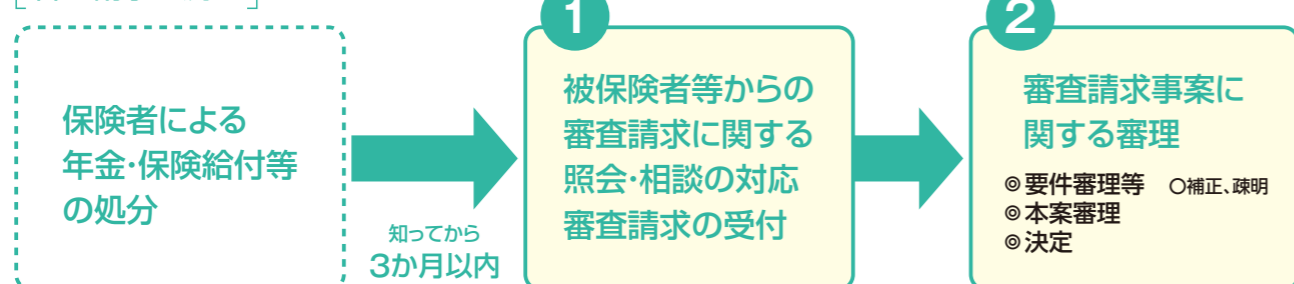 保険者による
年金・保険給付等
の処分
知ってから
3か月以内
1
被保険者等からの
審査請求に関する
照会・相談の対応
審査請求の受付
2
審査請求事案に
関する審理
◎要件審理等 〇補正、疎明
◎本案審理
◎決定